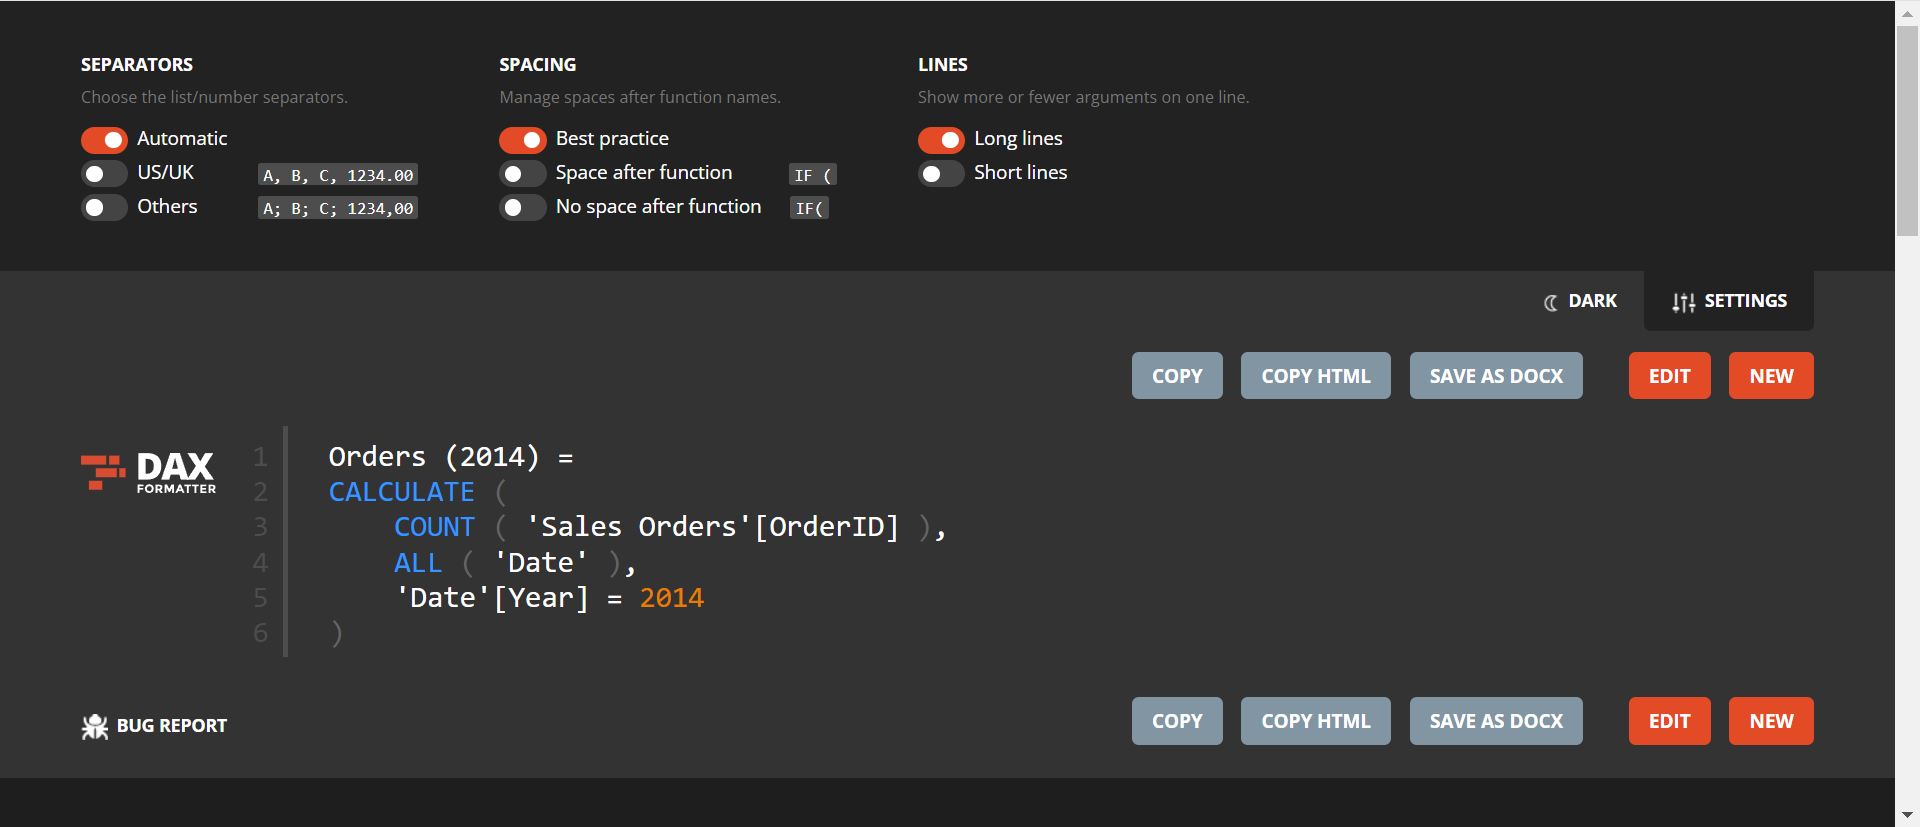 SEPARATORS
Choose the list/number separators.
Automatic
US/UK A, B, C, 1234.00
Others A; B; C; 1234,00
SPACING
Manage spaces after function names.
Best practice
Space after function IF (
No space after function IF(
LINES
Show more or fewer arguments on one line.
Long lines
Short lines
DARK SETTINGS
COPY COPY HTML SAVE AS DOCX EDIT NEW
DAX
FORMATTER
1 Orders (2014) =
2 CALCULATE (
3 COUNT ( 'Sales Orders'[OrderID] ),
4 ALL ( 'Date' ),
5 'Date'[Year] = 2014
6 )
BUG REPORT
COPY COPY HTML SAVE AS DOCX EDIT NEW